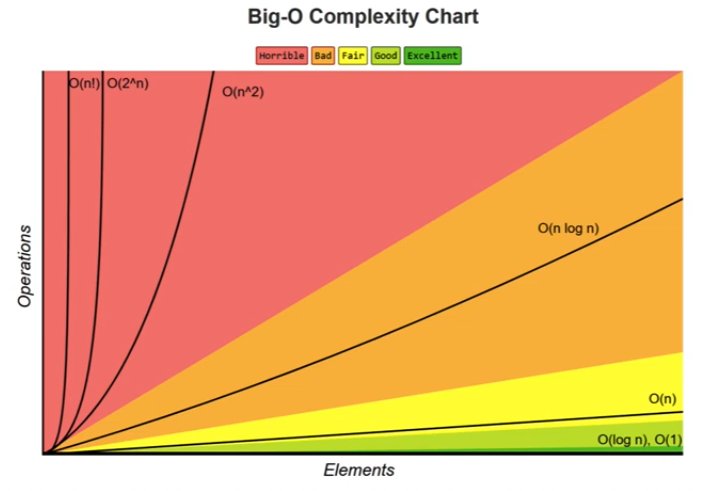 Big-O Complexity Chart
Horrible Bad Fair Good Excellent
O(n!) O(2^n)
O(n^2)
O(n log n)
O(n)
O(log n), O(1)
Operations
Elements